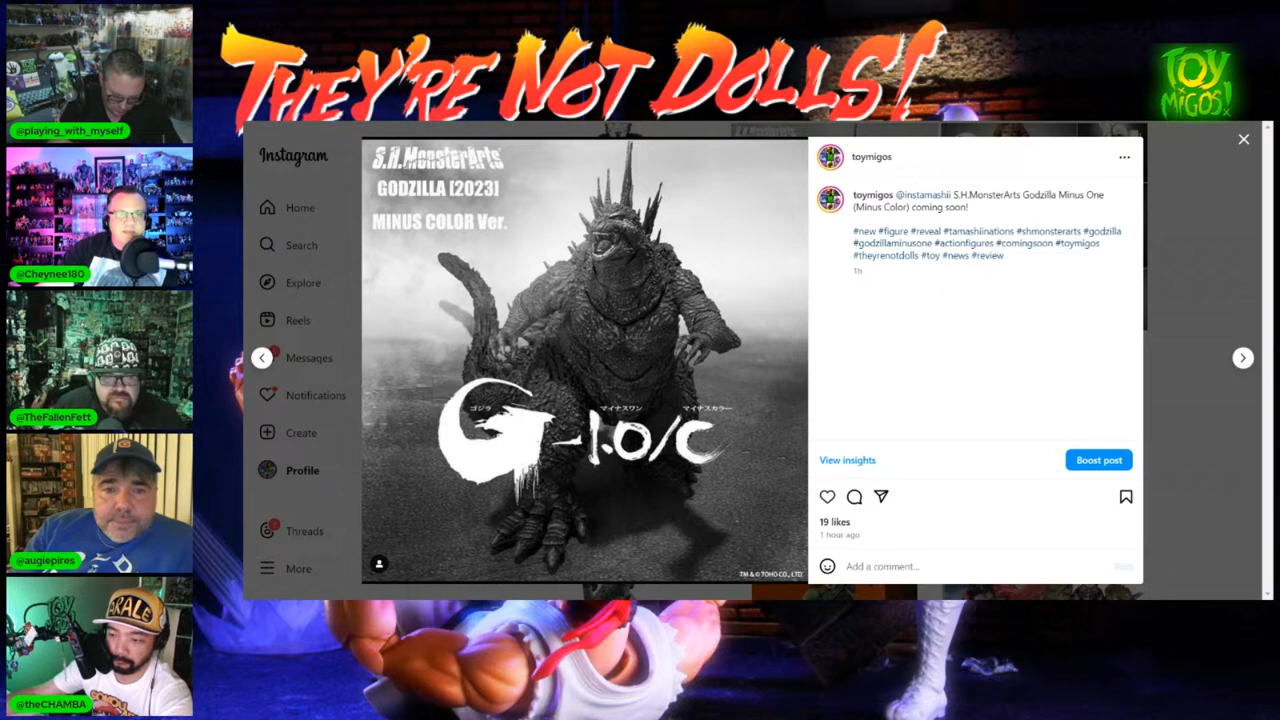 THEY'RE NOT DOLLS!
TOY
MIGOS!
@playing_with_myself
@Cheynee180
@TheFallenFett
@augiepires
@theCHAMBA
ARALE
Instagram
Home
Search
Explore
Reels
Messages
Notifications
Create
Profile
Threads
More
S.H.MonsterArts
GODZILLA [2023]
MINUS COLOR Ver.
ゴジラ マイナスワン マイナスカラー
G-1.0/C
TM & © TOHO CO., LTD.
toymigos
toymigos @instamashii S.H.MonsterArts Godzilla Minus One
(Minus Color) coming soon!
#new #figure #reveal #tamashiinations #shmonsterarts #godzilla
#godzillaminusone #actionfigures #comingsoon #toymigos
#theyrenotdolls #toy #news #review
1h
View insights
Boost post
19 likes
1 hour ago
Add a comment...
Post